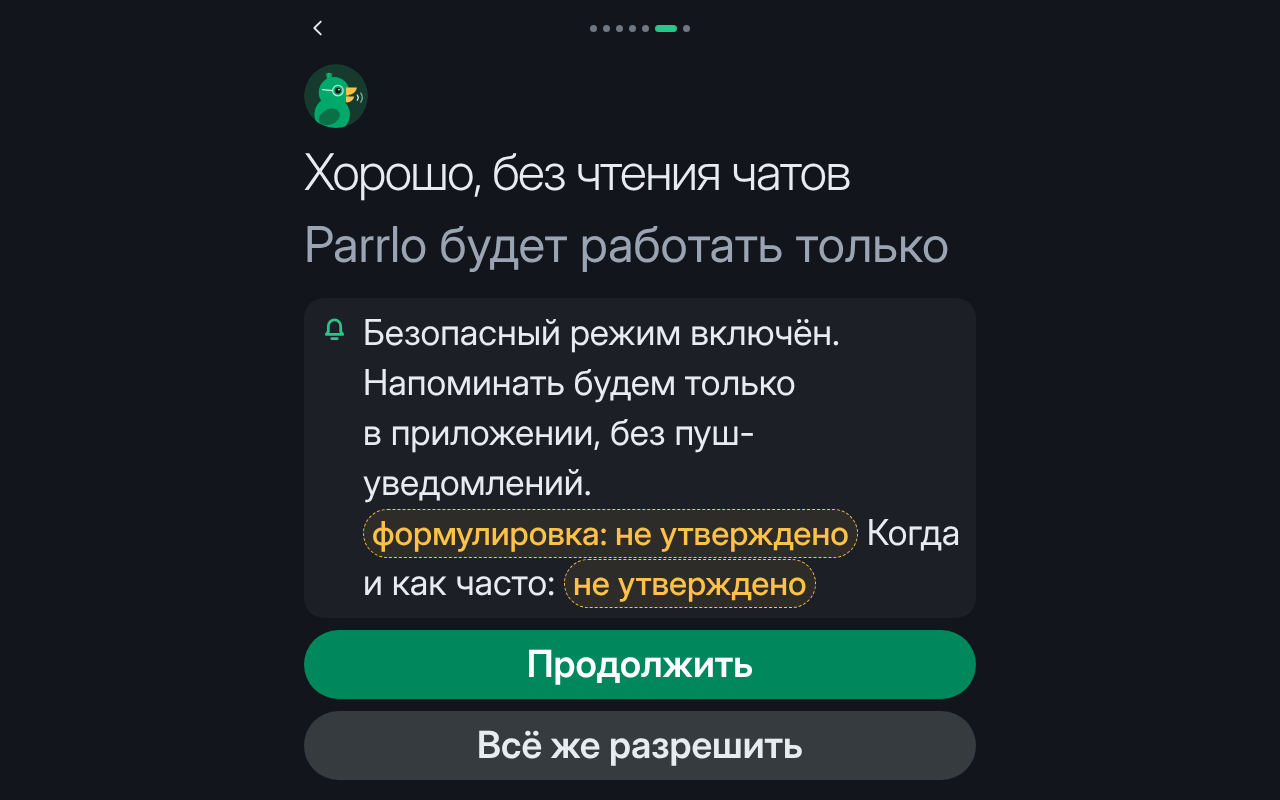 Хорошо, без чтения чатов
Parrlo будет работать только
Безопасный режим включён.
Напоминать будем только
в приложении, без пуш-
уведомлений.
формулировка: не утверждено Когда
и как часто: не утверждено
Продолжить
Всё же разрешить